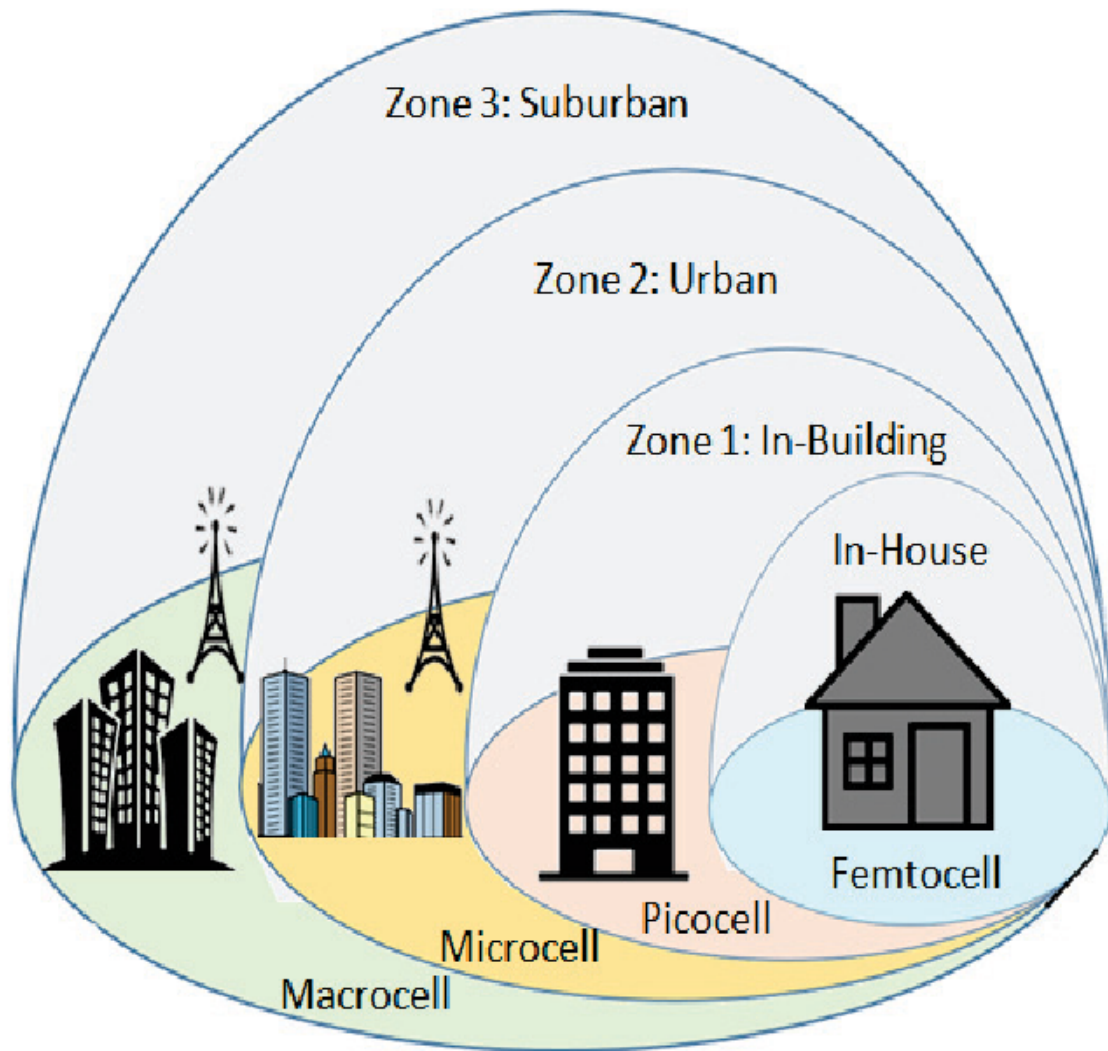 Zone 3: Suburban
Zone 2: Urban
Zone 1: In-Building
In-House
Femtocell
Picocell
Microcell
Macrocell